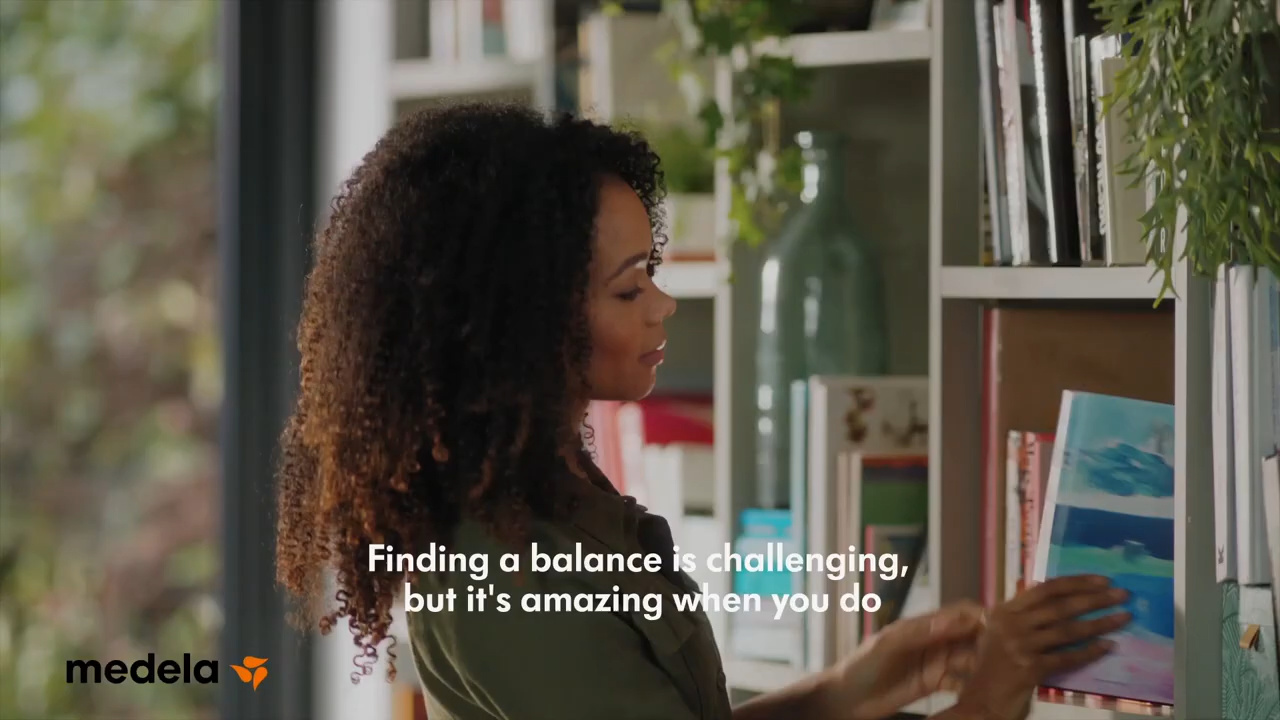 Finding a balance is challenging,
but it's amazing when you do
medela